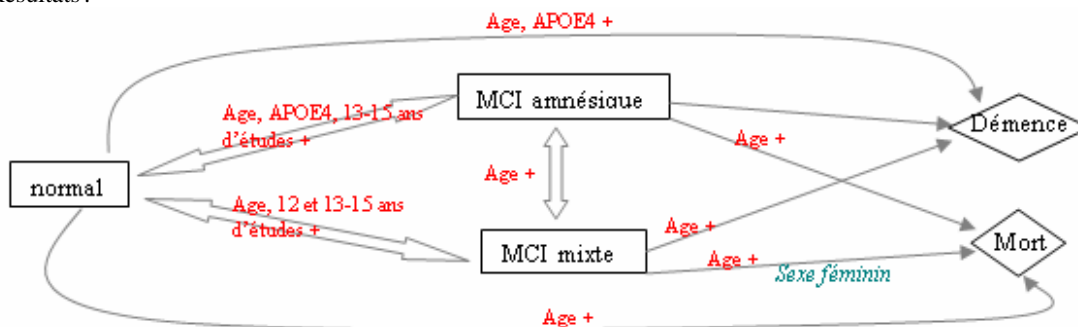 Résultats :
Age, APOE4 +
MCI amnésique
Age, APOE4, 13-15 ans
d'études +
Démence
Age +
Age +
normal
Age, 12 et 13-15 ans
d'études +
Age +
MCI mixte
Age +
Sexe féminin
Mort
Age +